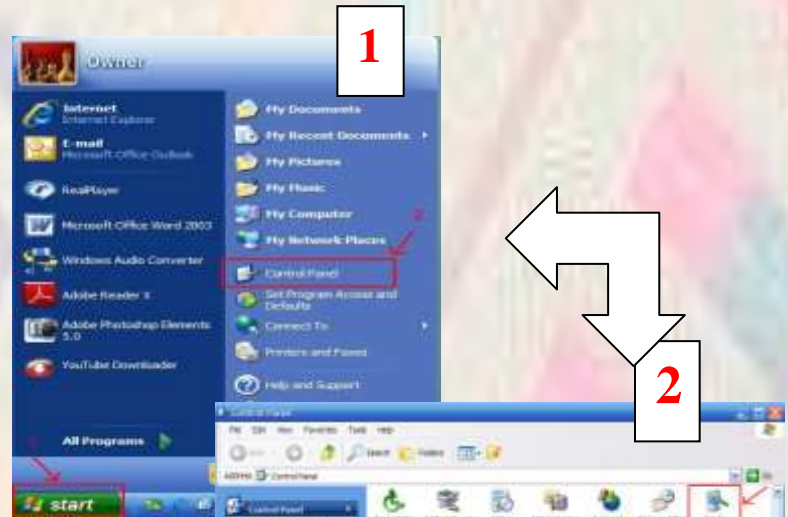 1
Owner
Internet
Internet Explorer
E-mail
Microsoft Office Outlook
RealPlayer
Microsoft Office Word 2003
Windows Audio Converter
Adobe Reader X
Adobe Photoshop Elements
5.0
YouTube Downloader
All Programs
start
My Documents
My Recent Documents
My Pictures
My Music
My Computer
2
My Network Places
Control Panel
Set Program Access and
Defaults
Connect To
Printers and Faxes
Help and Support
2
Control Panel
File Edit View Favorites Tools Help
Search Folders
Address Control Panel
Control Panel